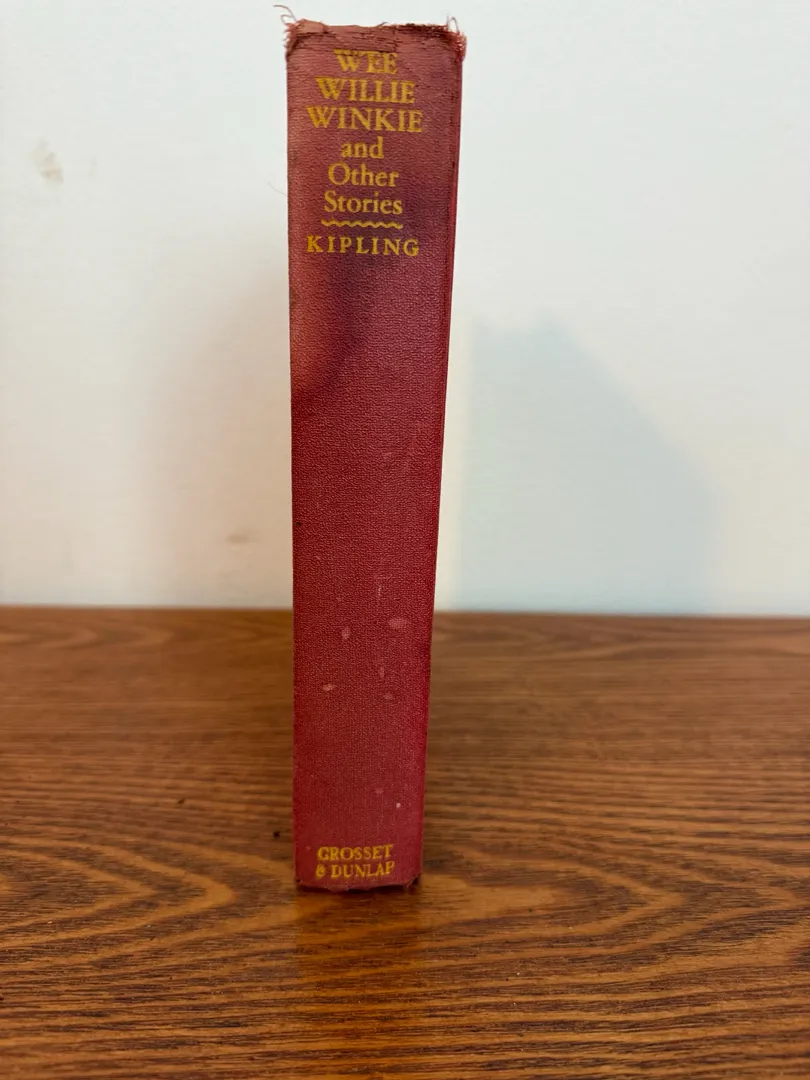 WEE
WILLIE
WINKIE
and
Other
Stories
KIPLING
GROSSET
& DUNLAP